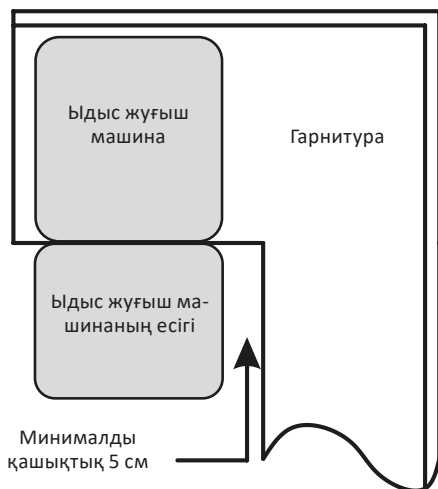 Ыдыс жуғыш
машина
Гарнитура
Ыдыс жуғыш ма-
шинаның есігі
Минималды
қашықтық 5 см